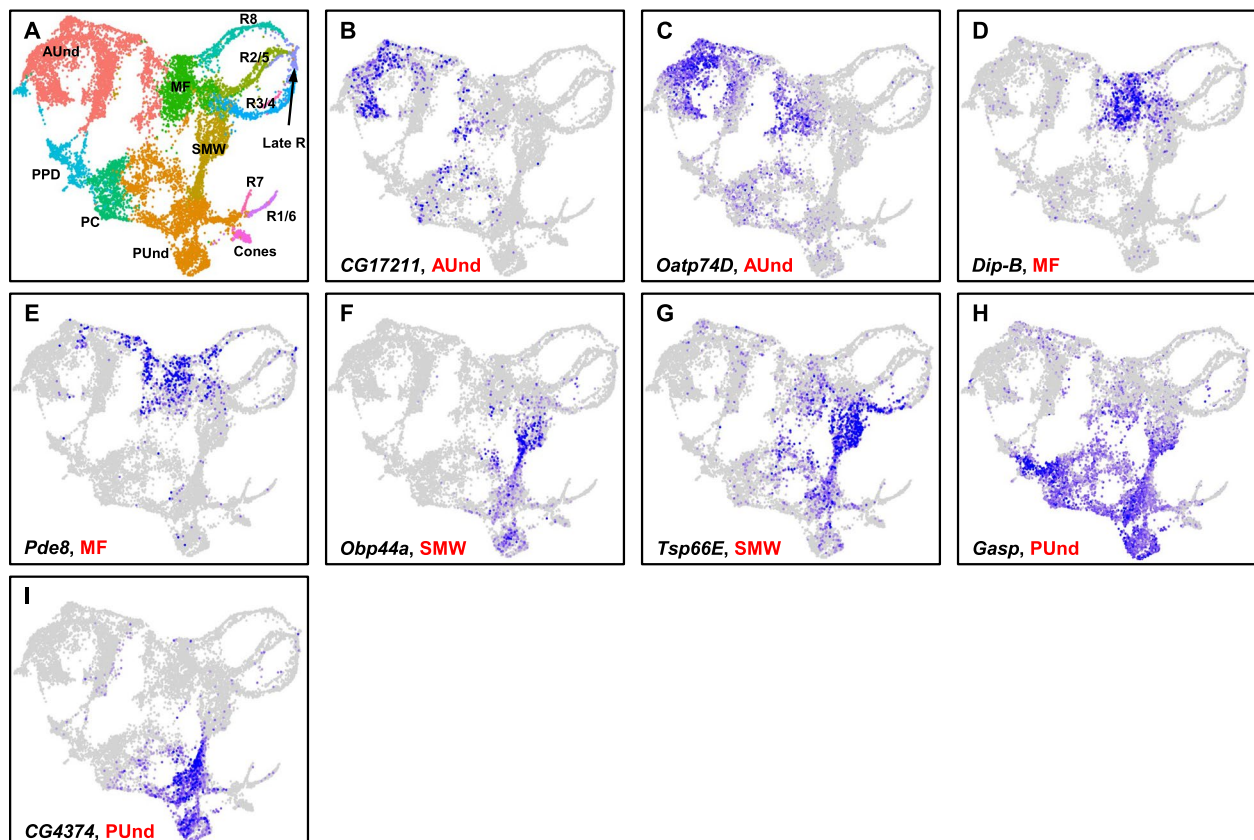 A
AUnd
R8
R2/5
MF
R3/4
Late R
SMW
PPD
PC
R7
R1/6
PUnd
Cones
B
CG17211, AUnd
C
Oatp74D, AUnd
D
Dip-B, MF
E
Pde8, MF
F
Obp44a, SMW
G
Tsp66E, SMW
H
Gasp, PUnd
I
CG4374, PUnd